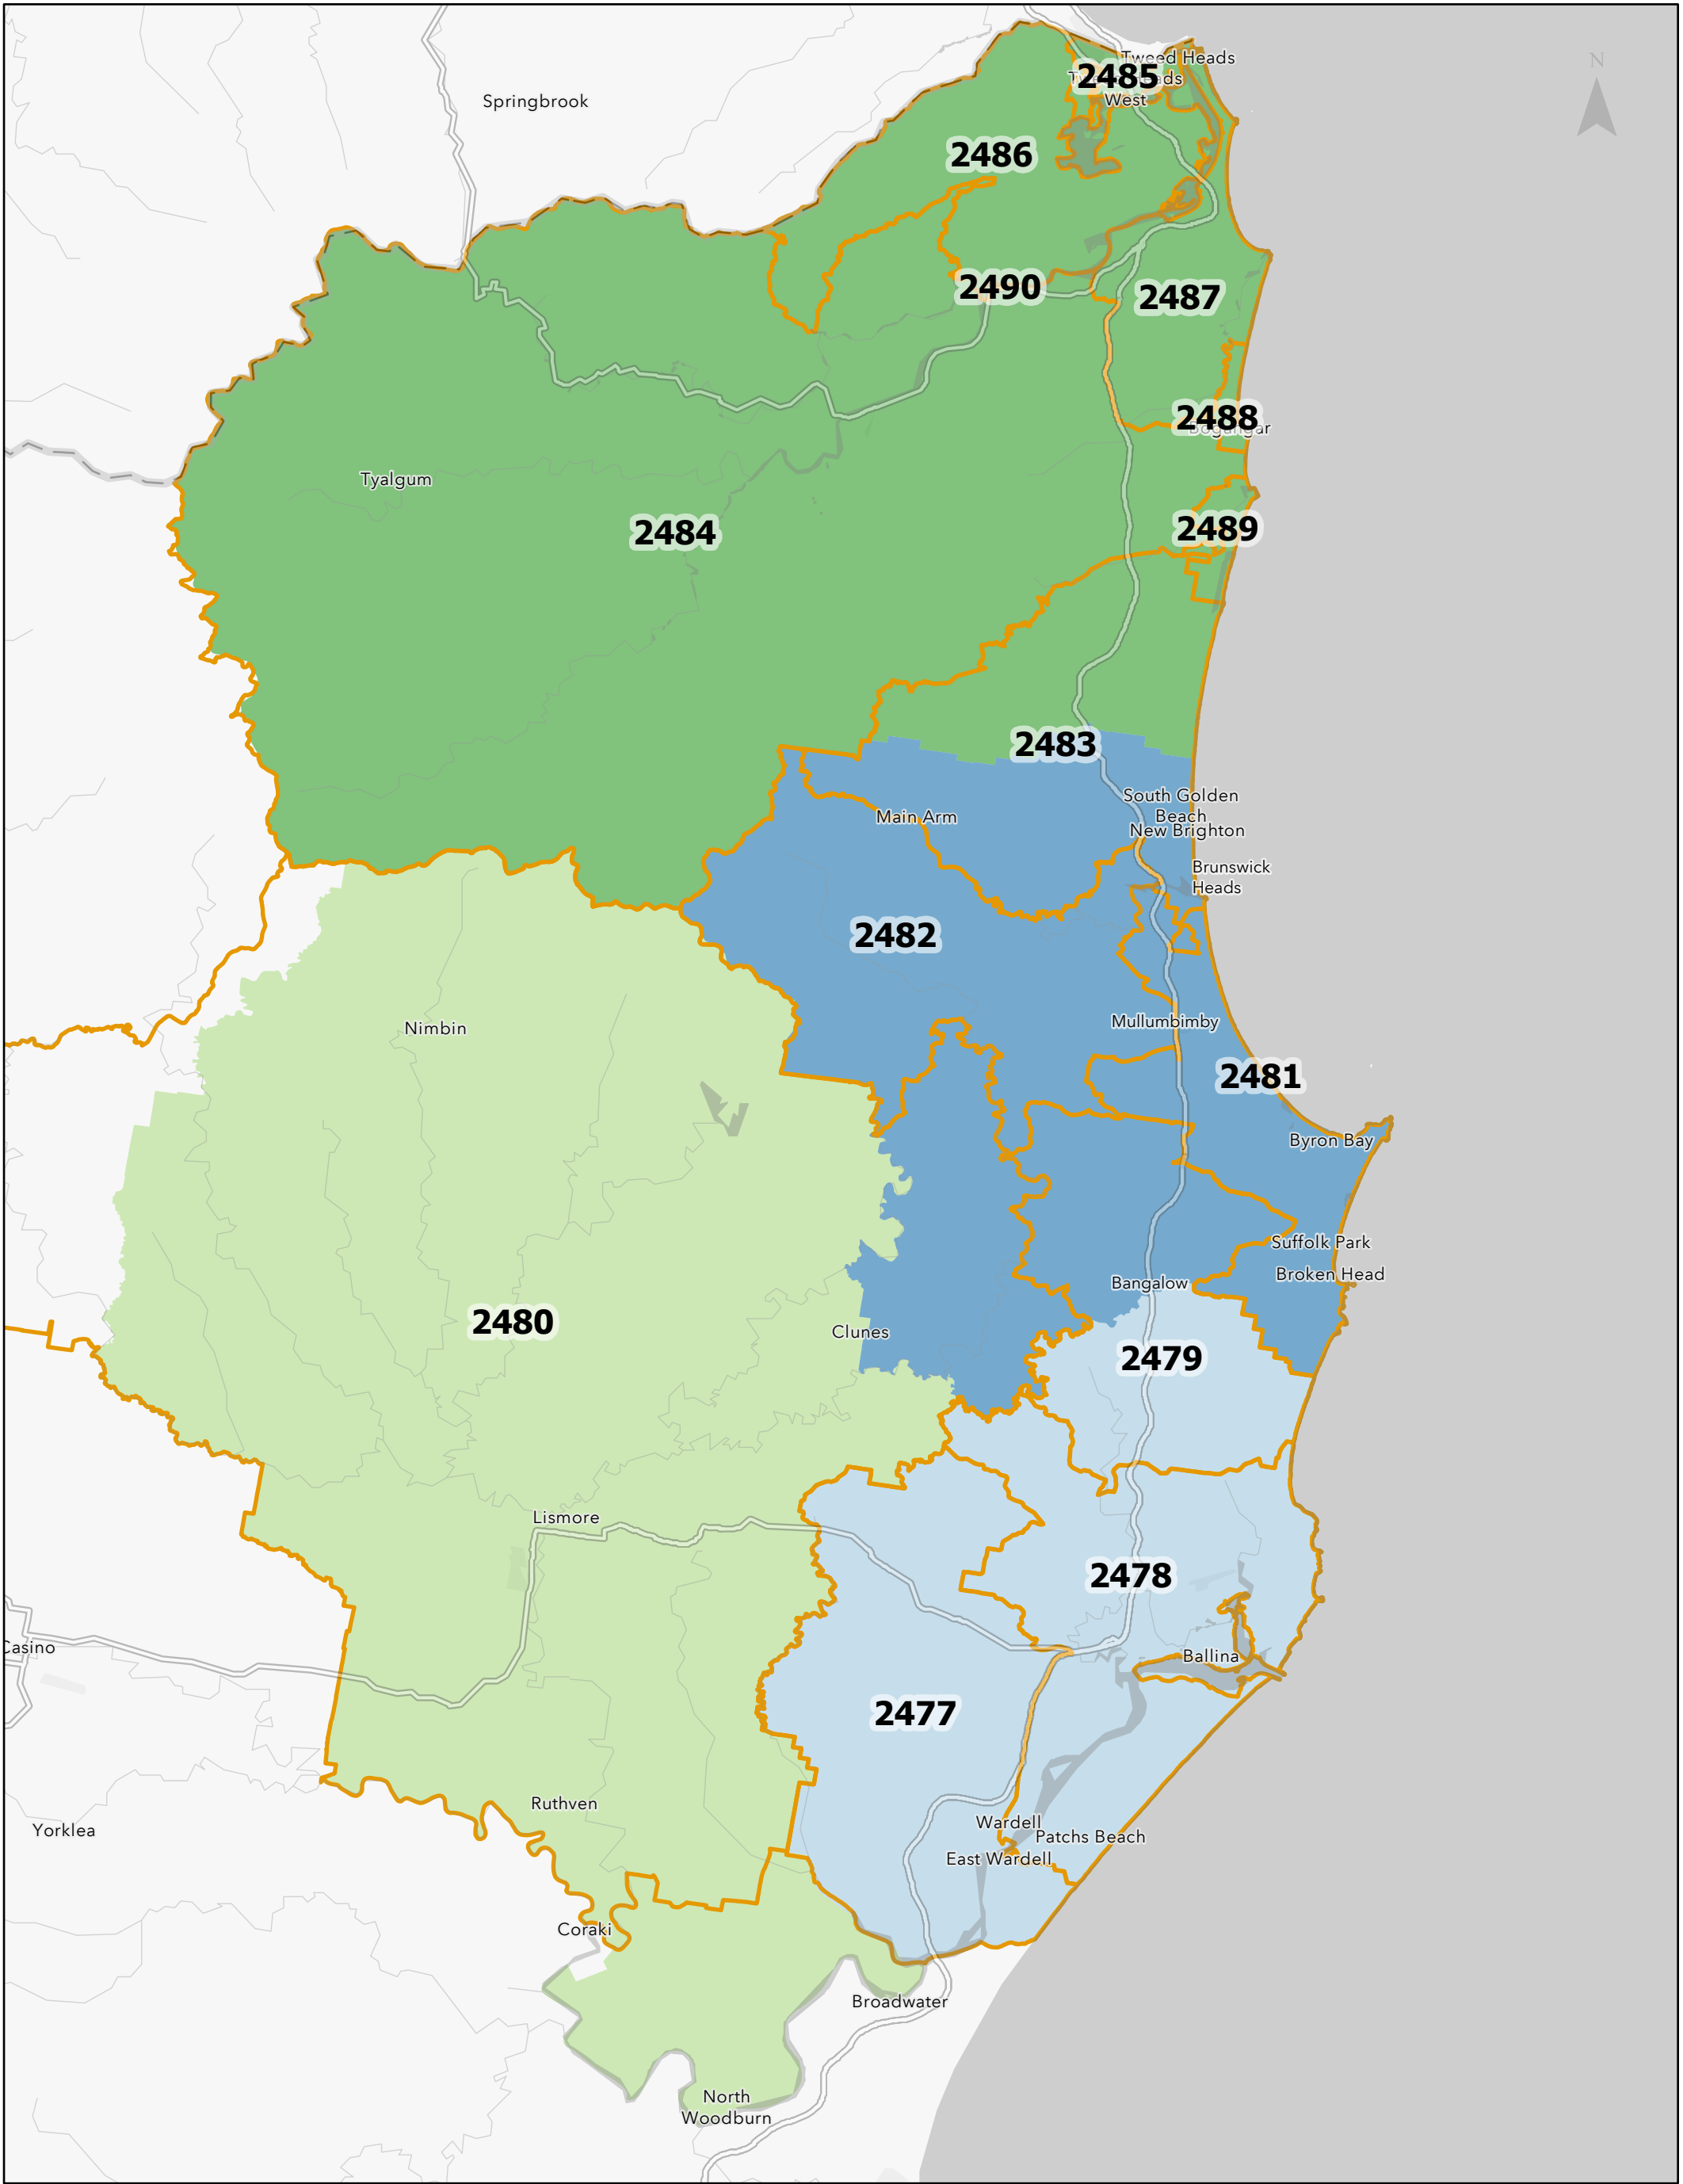 Tweed Heads
2485
West
N
Springbrook
2486
2490
2487
2488
Bogangar
Tyalgum
2484
2489
2483
South Golden
Beach
Main Arm
New Brighton
Brunswick
Heads
2482
Mullumbimby
Nimbin
2481
Byron Bay
Suffolk Park
Broken Head
Bangalow
2480
Clunes
2479
Lismore
2478
Casino
Ballina
2477
Ruthven
Wardell
Yorklea
Patchs Beach
East Wardell
Coraki
Broadwater
North
Woodburn